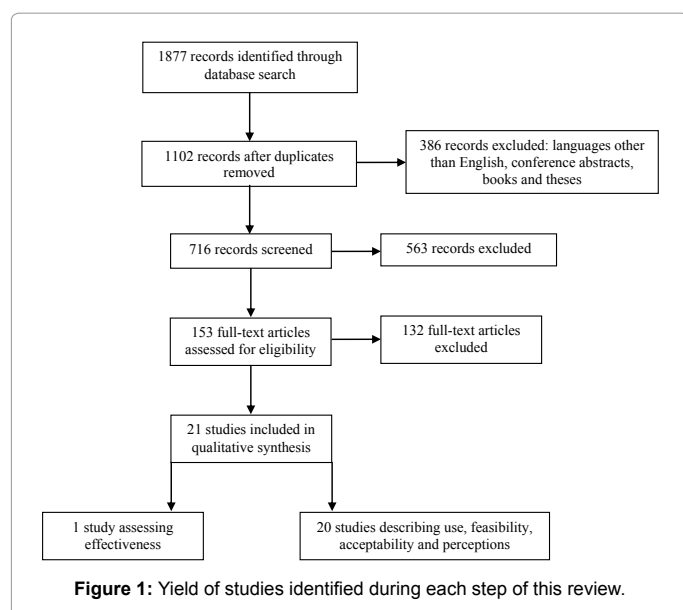 1877 records identified through
database search
1102 records after duplicates
removed
386 records excluded: languages other
than English, conference abstracts,
books and theses
716 records screened
563 records excluded
153 full-text articles
assessed for eligibility
132 full-text articles
excluded
21 studies included in
qualitative synthesis
1 study assessing
effectiveness
20 studies describing use, feasibility,
acceptability and perceptions
Figure 1: Yield of studies identified during each step of this review.